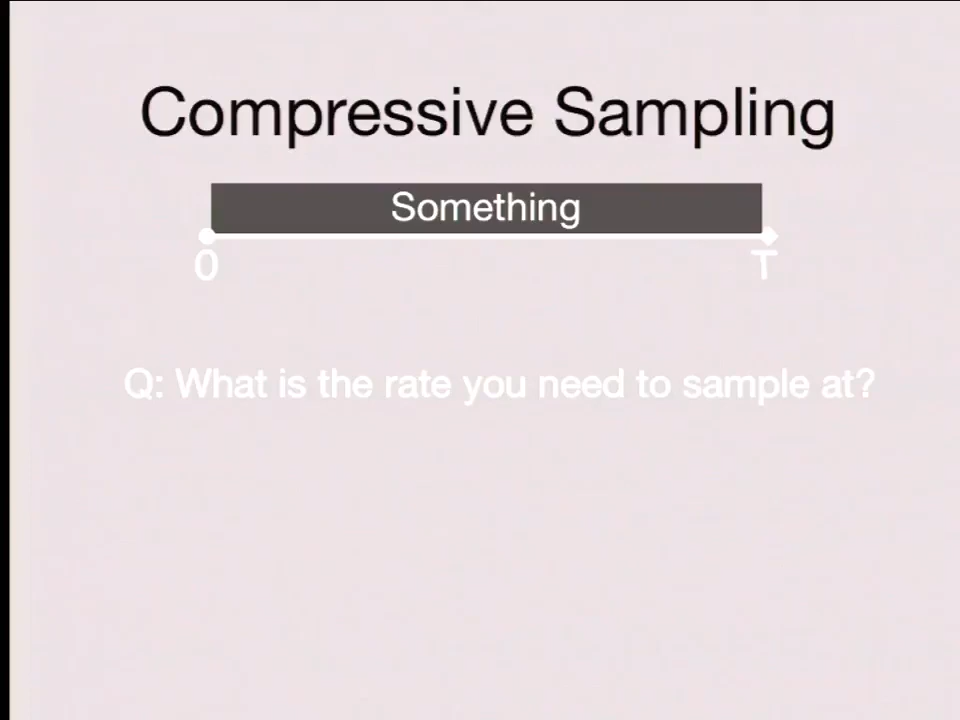 Compressive Sampling
Something
0 T
Q: What is the rate you need to sample at?